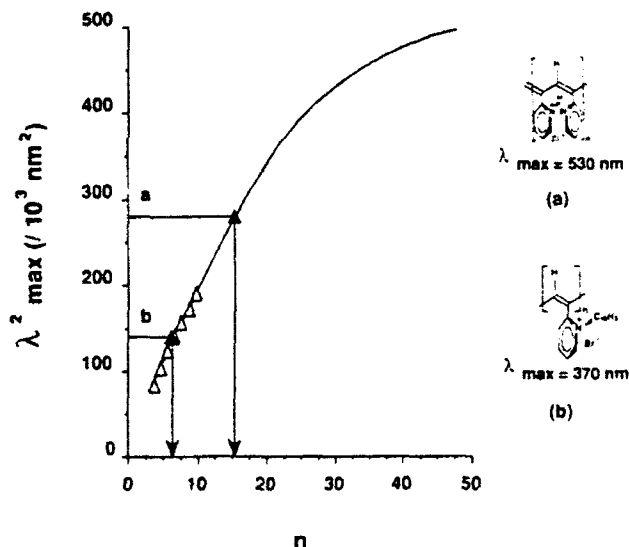 500
400
300
200
100
0
λ² max (/ 10³ nm²)
a
b
0
10
20
30
40
50
n
λ max = 530 nm
(a)
H
Br⁻
λ max = 370 nm
(b)